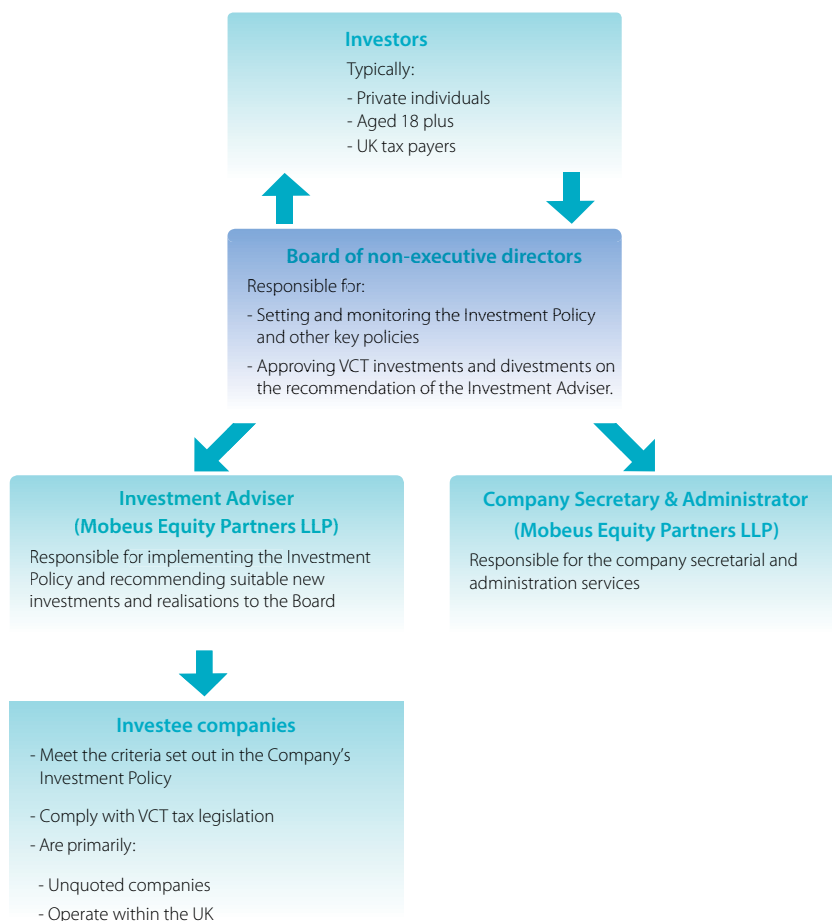 Investors
Typically:
- Private individuals
- Aged 18 plus
- UK tax payers
Board of non-executive directors
Responsible for:
- Setting and monitoring the Investment Policy
and other key policies
- Approving VCT investments and divestments on
the recommendation of the Investment Adviser.
Investment Adviser
(Mobeus Equity Partners LLP)
Responsible for implementing the Investment
Policy and recommending suitable new
investments and realisations to the Board
Company Secretary & Administrator
(Mobeus Equity Partners LLP)
Responsible for the company secretarial and
administration services
Investee companies
- Meet the criteria set out in the Company's
Investment Policy
- Comply with VCT tax legislation
- Are primarily:
- Unquoted companies
- Operate within the UK